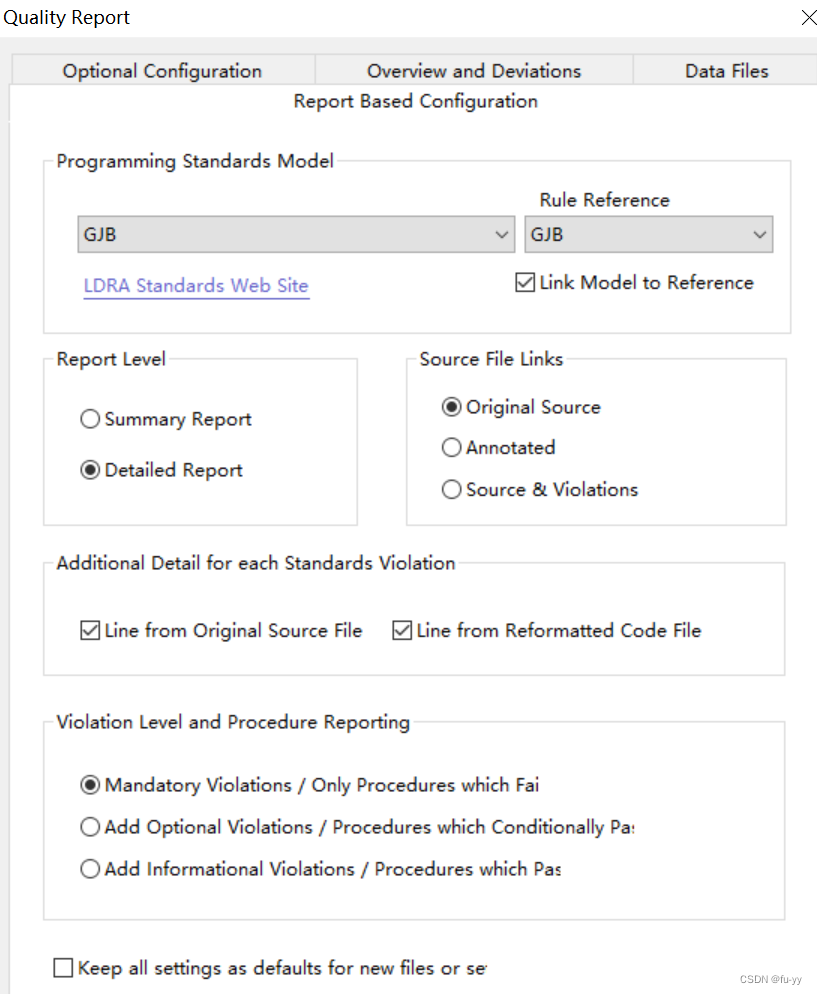 Quality Report
Optional Configuration Overview and Deviations Data Files
Report Based Configuration
Programming Standards Model
Rule Reference
GJB GJB
LDRA Standards Web Site Link Model to Reference
Report Level Source File Links
Summary Report Original Source
Detailed Report Annotated
Source & Violations
Additional Detail for each Standards Violation
Line from Original Source File Line from Reformatted Code File
Violation Level and Procedure Reporting
Mandatory Violations / Only Procedures which Fai
Add Optional Violations / Procedures which Conditionally Pas
Add Informational Violations / Procedures which Pas
Keep all settings as defaults for new files or se
CSDN @fu-yy